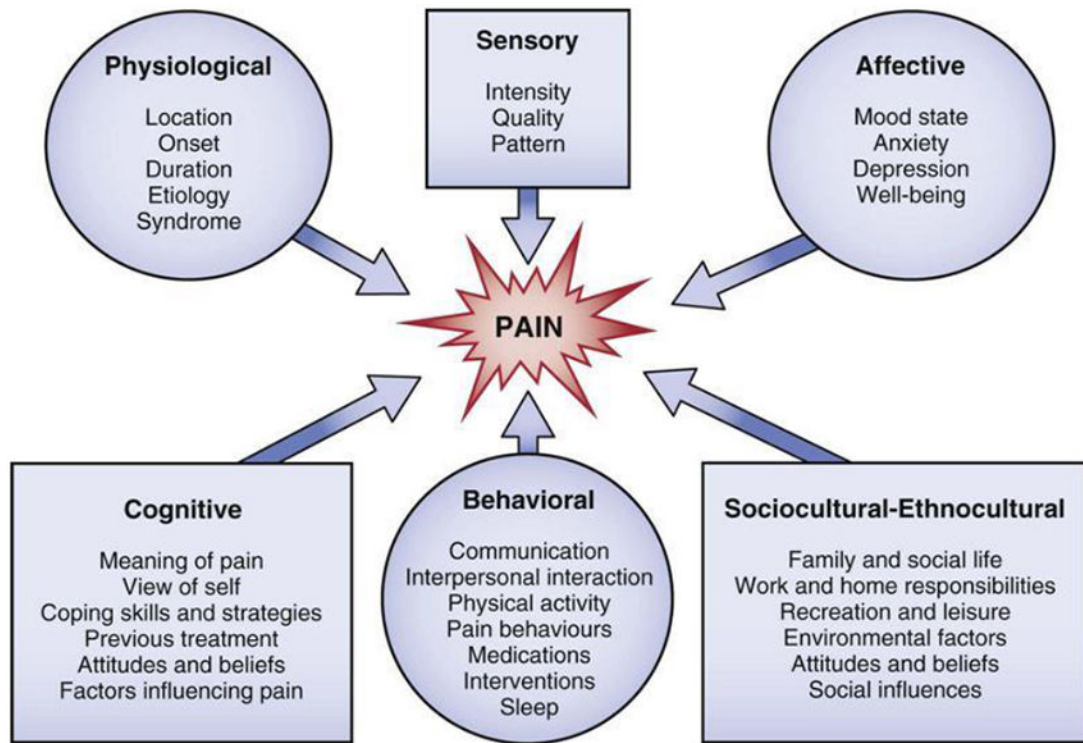 Physiological
Location
Onset
Duration
Etiology
Syndrome
Sensory
Intensity
Quality
Pattern
Affective
Mood state
Anxiety
Depression
Well-being
PAIN
Cognitive
Meaning of pain
View of self
Coping skills and strategies
Previous treatment
Attitudes and beliefs
Factors influencing pain
Behavioral
Communication
Interpersonal interaction
Physical activity
Pain behaviours
Medications
Interventions
Sleep
Sociocultural-Ethnocultural
Family and social life
Work and home responsibilities
Recreation and leisure
Environmental factors
Attitudes and beliefs
Social influences